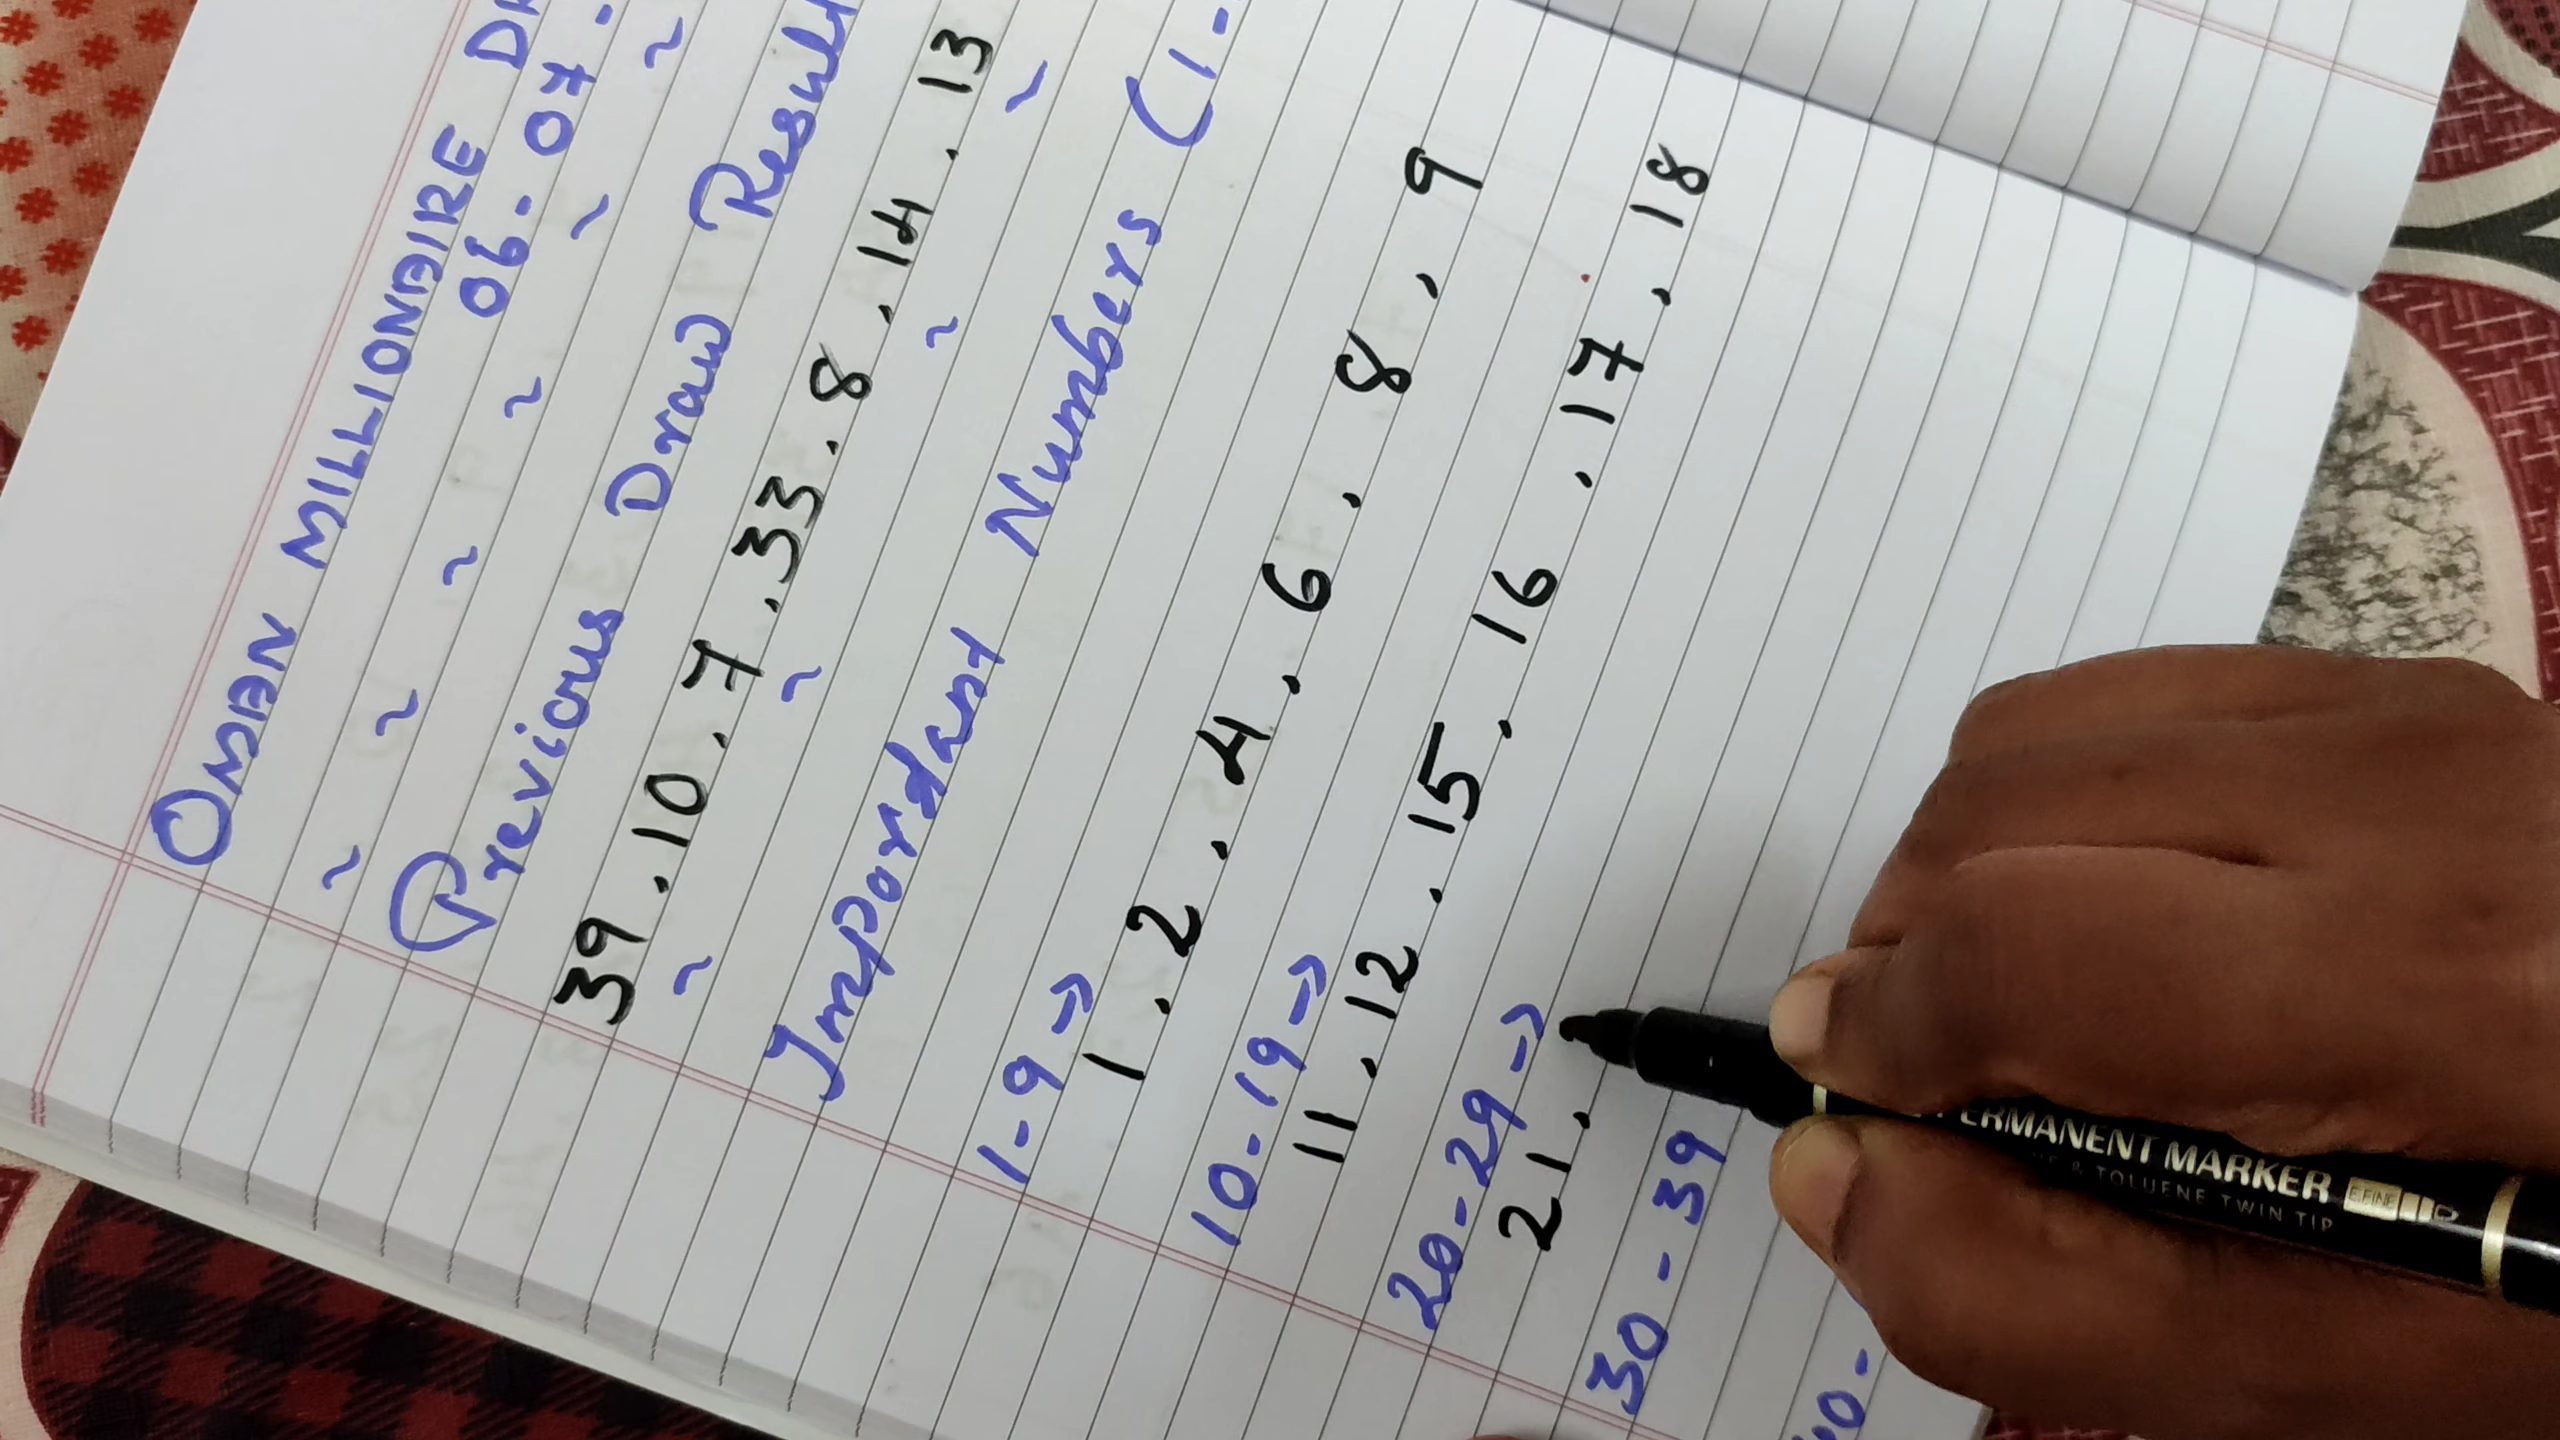 OMAN MILLIONAIRE
06-07-
Previous Draw Result
39.10.7.33.8.14.13
Impordant Numbers (1-
1-9→
1.2.4.6.8.9
10-19→
11.12.15.16.17.18
20-29→
21.
30-39
PERMANENT MARKER
& TOLUENE TWIN TIP
E.FINE